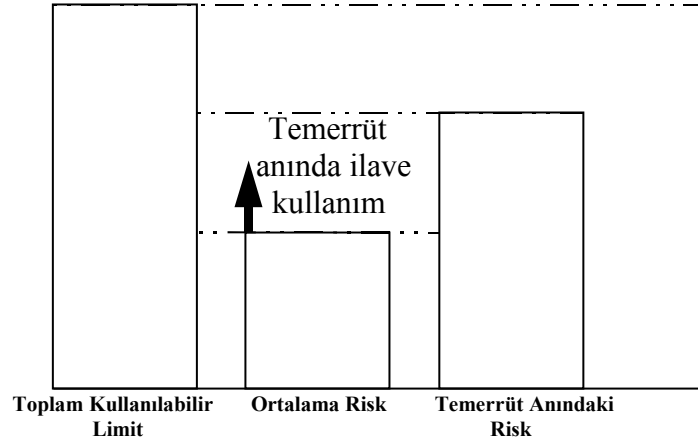 Temerrüt
anında ilave
kullanım
Toplam Kullanılabilir
Limit
Ortalama Risk
Temerrüt Anındaki
Risk